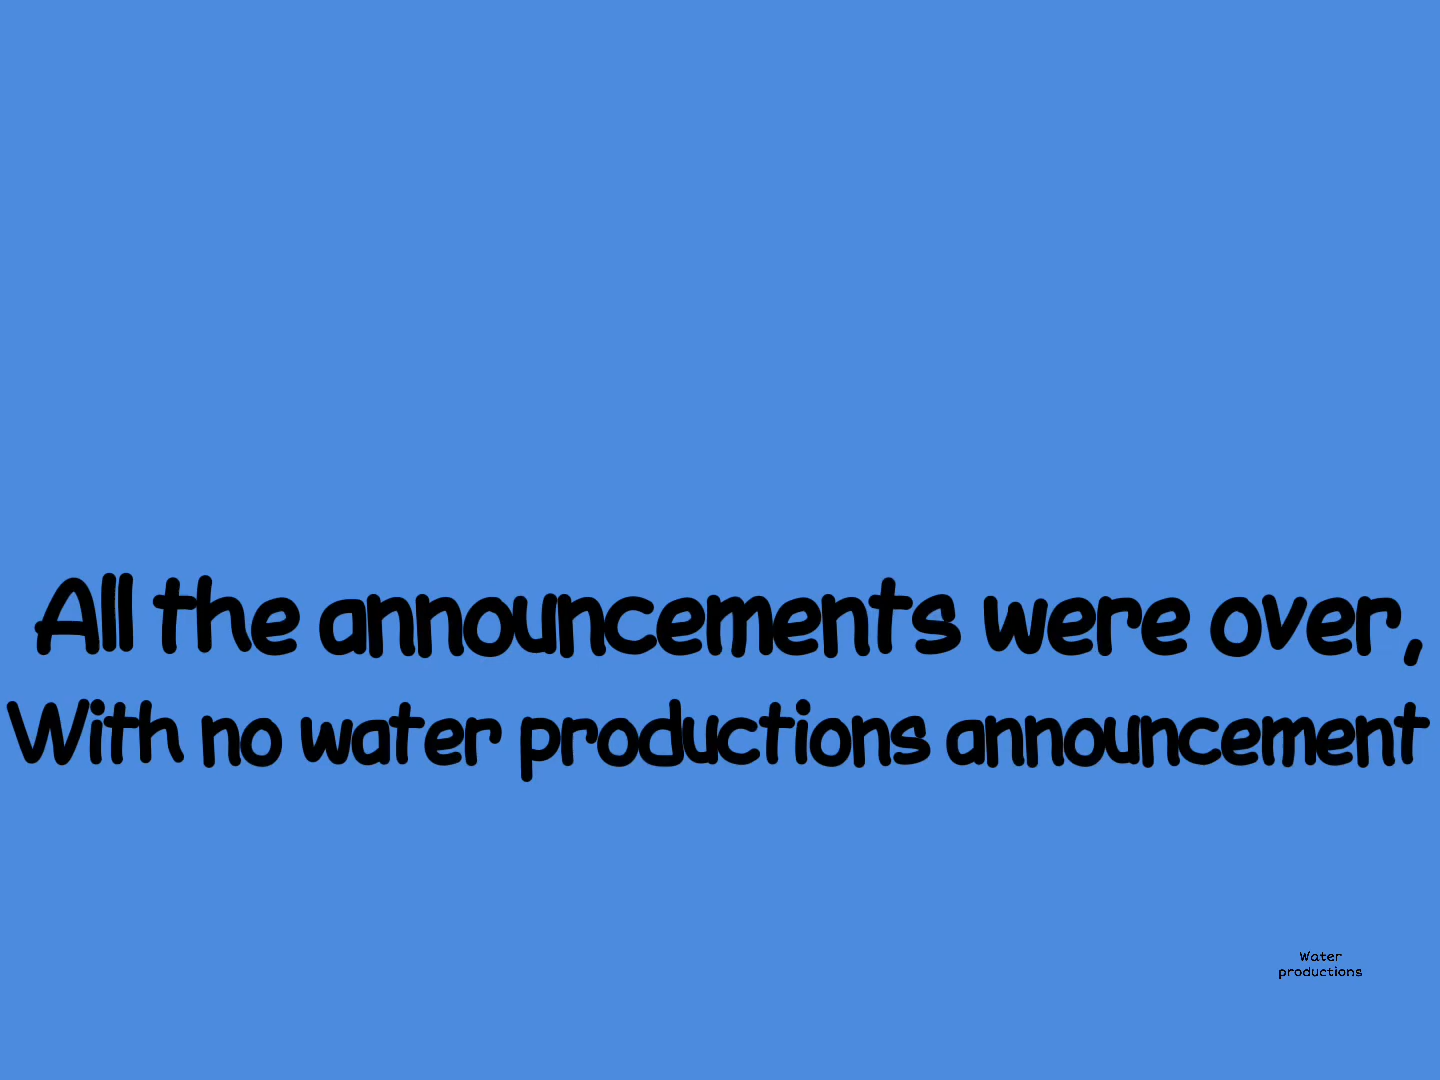 All the announcements were over,
With no water productions announcement
Water
productions